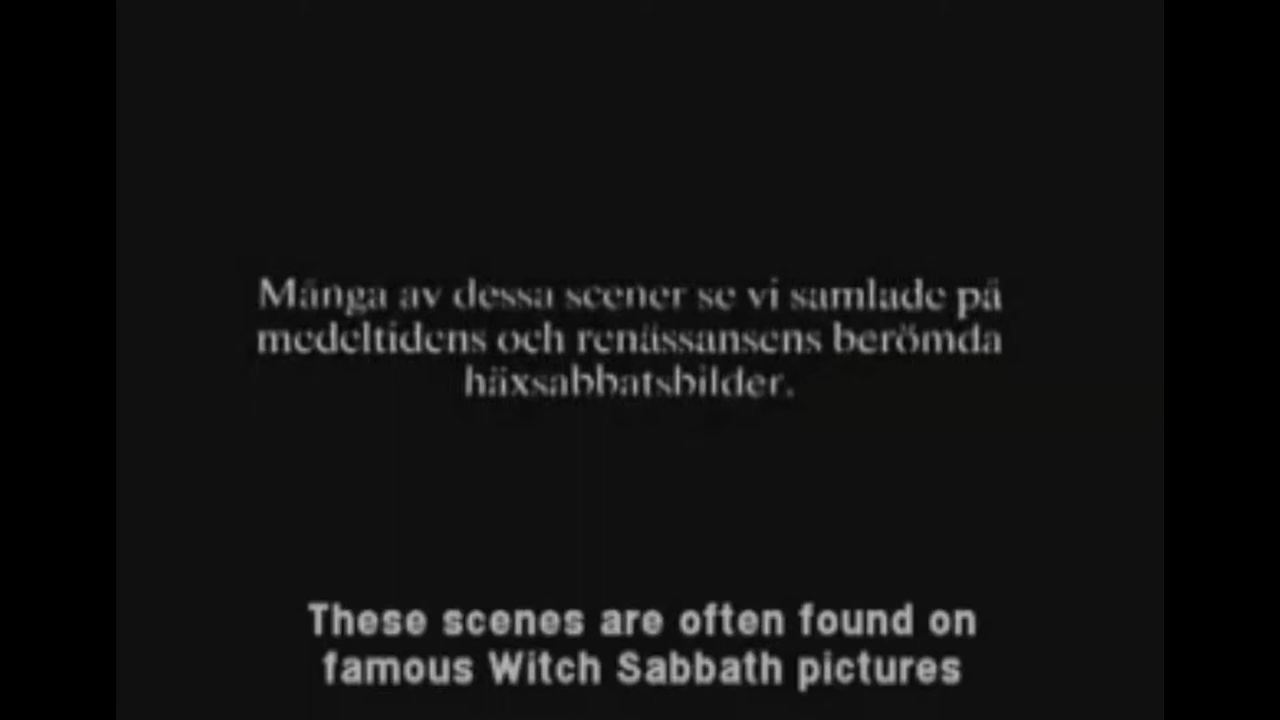 Många av dessa scener se vi samlade på
medeltidens och renässansens berömda
häxsabbatsbilder.
These scenes are often found on
famous Witch Sabbath pictures